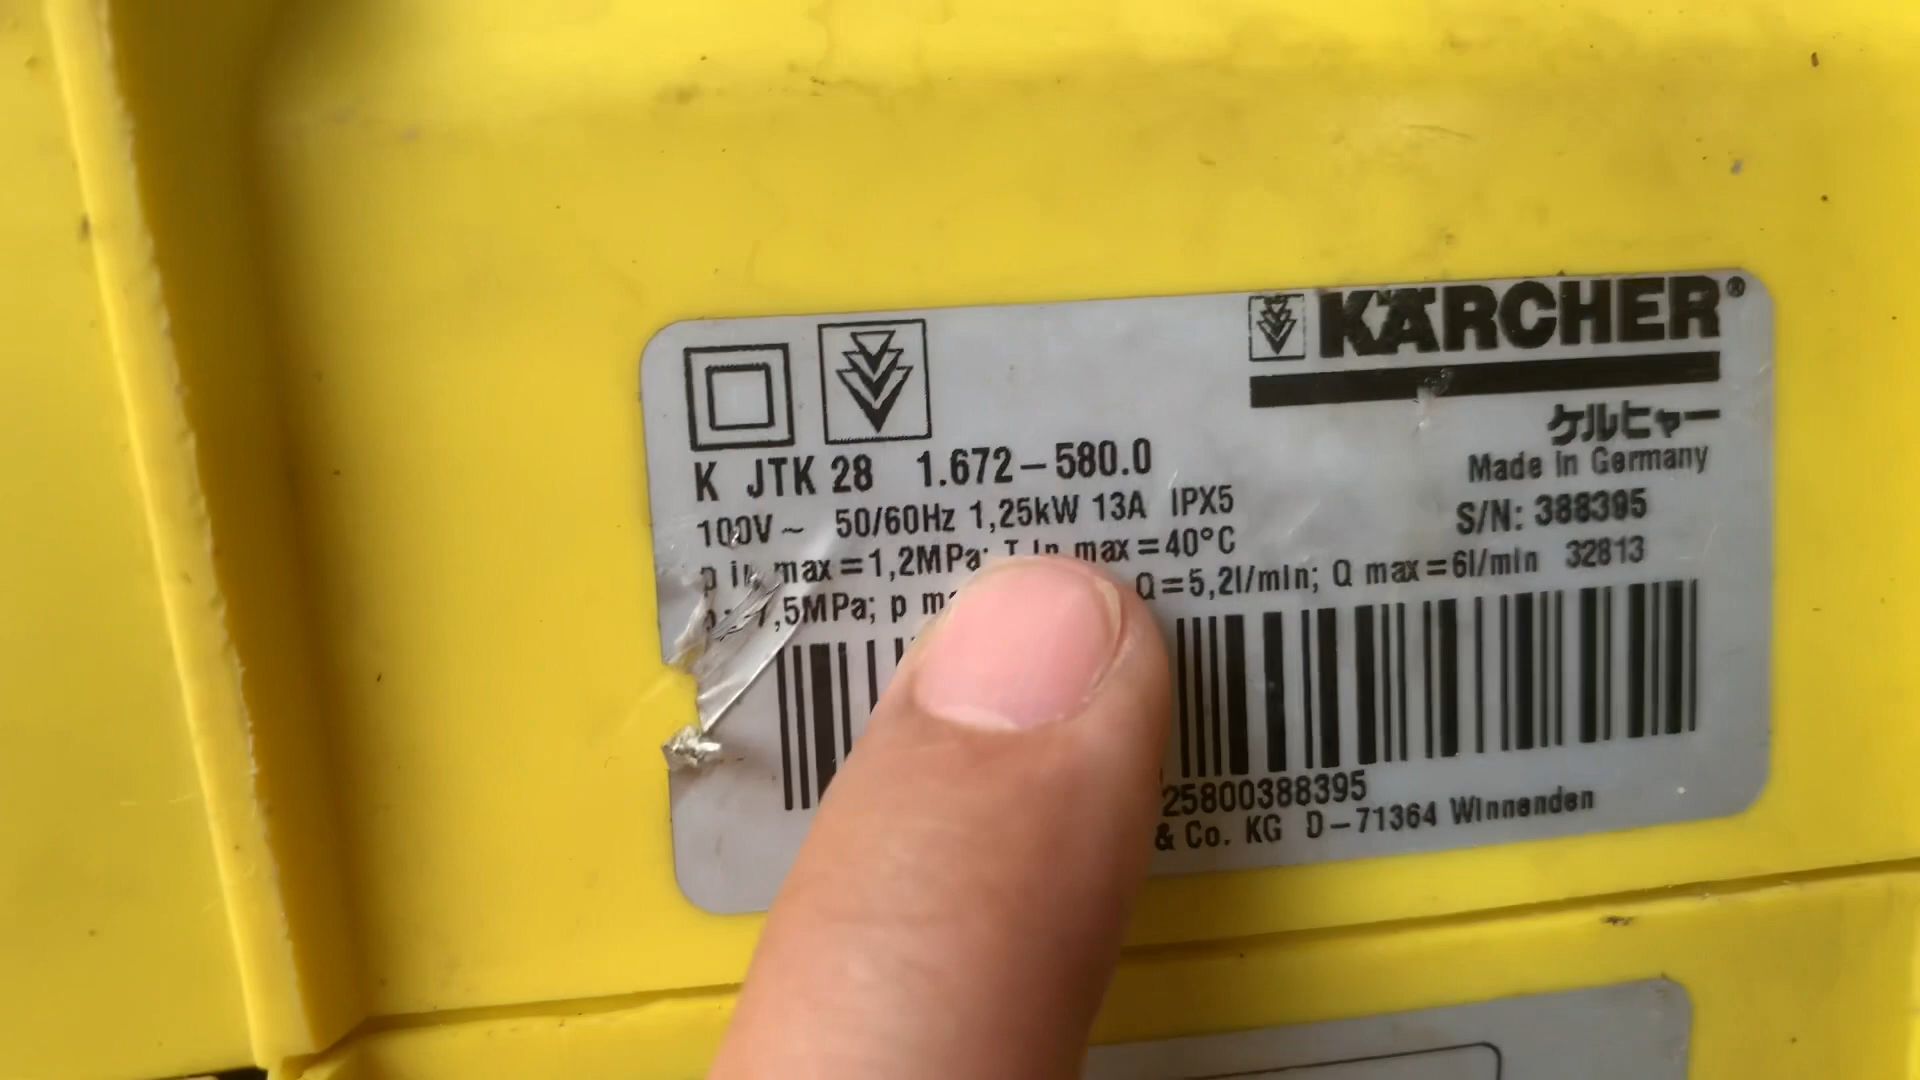 KÄRCHER®
ケルヒャー
Made in Germany
K JTK 28 1.672-580.0
S/N: 388395
100V~ 50/60Hz 1,25kW 13A IPX5
p in max=1,2MPa; T in max=40°C
32813
,5MPa; p Q=5,2l/min; Q max=6l/min
25800388395
& Co. KG D-71364 Winnenden